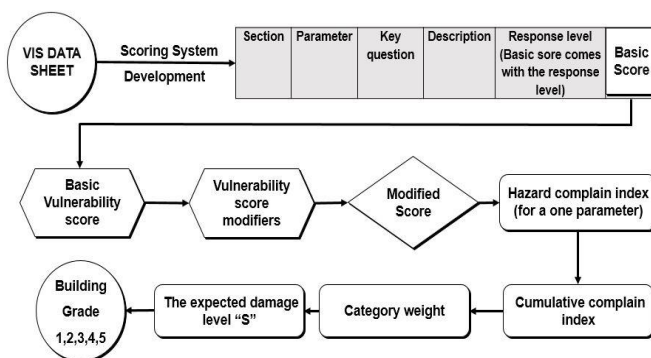 VIS DATA
SHEET
Scoring System
Development
Section
Parameter
Key
question
Description
Response level
(Basic sore comes
with the response
level)
Basic
Score
Basic
Vulnerability
score
Vulnerability
score
modifiers
Modified
Score
Hazard complain index
(for a one parameter)
Building
Grade
1,2,3,4,5
The expected damage
level “S”
Category weight
Cumulative complain
index